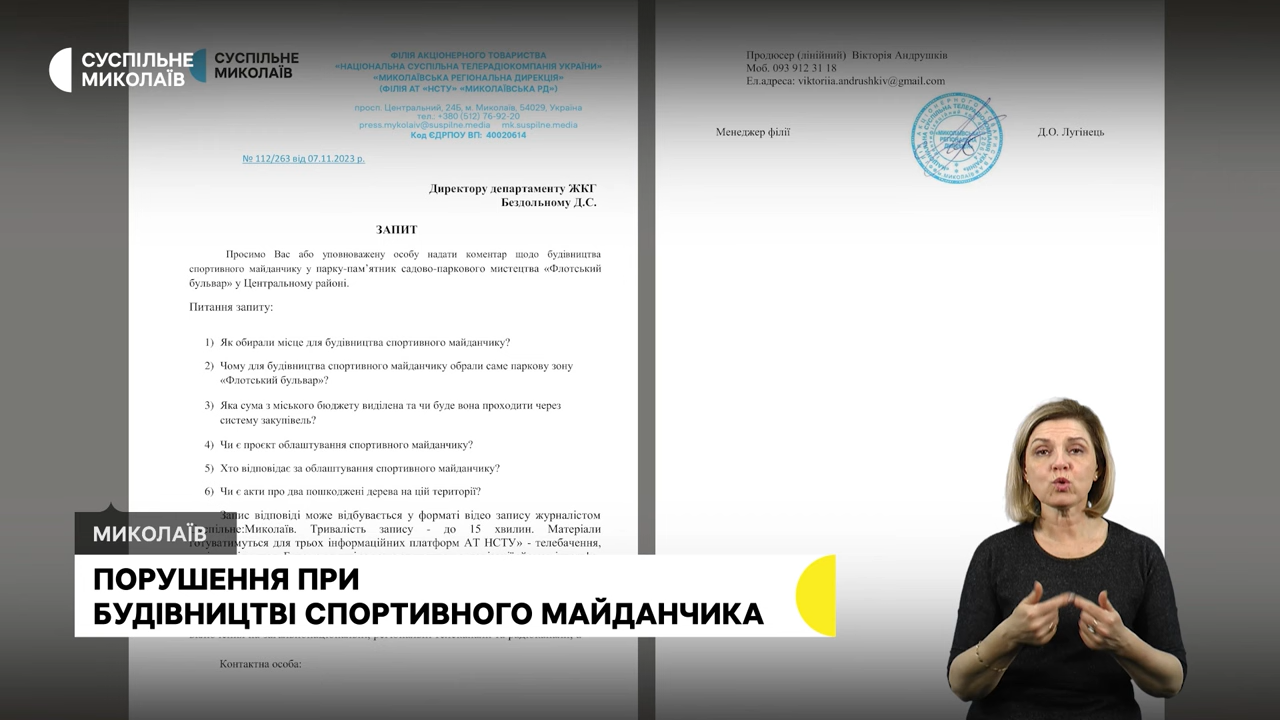 СУСПІЛЬНЕ
МИКОЛАЇВ
СУСПІЛЬНЕ
МИКОЛАЇВ
ФІЛІЯ АКЦІОНЕРНОГО ТОВАРИСТВА
«НАЦІОНАЛЬНА СУСПІЛЬНА ТЕЛЕРАДІОКОМПАНІЯ УКРАЇНИ»
«МИКОЛАЇВСЬКА РЕГІОНАЛЬНА ДИРЕКЦІЯ»
(ФІЛІЯ АТ «НСТУ» «МИКОЛАЇВСЬКА РД»)
просп. Центральний, 24Б, м. Миколаїв, 54029, Україна
тел.: +380 (512) 76-92-20
press.mykolaiv@suspilne.media mk.suspilne.media
Код ЄДРПОУ ВП: 40020614
№ 112/263 від 07.11.2023 р.
Директору департаменту ЖКГ
Бездольному Д.С.
ЗАПИТ
Просимо Вас або уповноважену особу надати коментар щодо будівництва
спортивного майданчику у парку-пам’ятник садово-паркового мистецтва «Флотський
бульвар» у Центральному районі.
Питання запиту:
1) Як обирали місце для будівництва спортивного майданчику?
2) Чому для будівництва спортивного майданчику обрали саме паркову зону
«Флотський бульвар»?
3) Яка сума з міського бюджету виділена та чи буде вона проходити через
систему закупівель?
4) Чи є проєкт облаштування спортивного майданчику?
5) Хто відповідає за облаштування спортивного майданчику?
6) Чи є акти про два пошкоджені дерева на цій території?
Запис відповіді може відбувається у форматі відео запису журналістом
Тривалість запису - до 15 хвилин. Матеріали
для трьох інформаційних платформ АТ НСТУ» - телебачення,
Контактна особа:
Продюсер (лінійний) Вікторія Андрушків
Моб. 093 912 31 18
Ел.адреса: viktoriia.andrushkiv@gmail.com
Менеджер філії
Д.О. Лугінець
МИКОЛАЇВ
ПОРУШЕННЯ ПРИ
БУДІВНИЦТВІ СПОРТИВНОГО МАЙДАНЧИКА